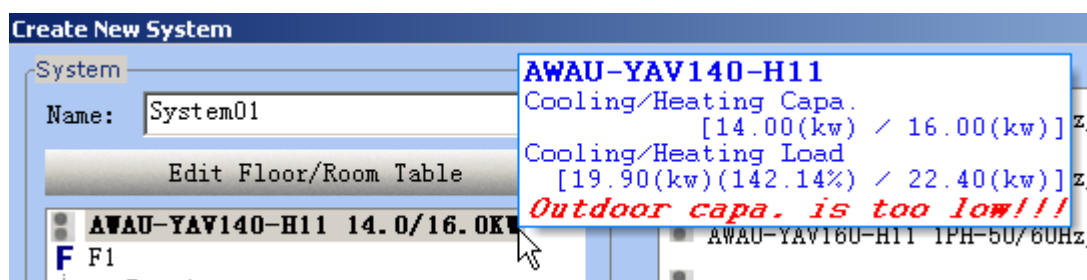 Create New System
System
Name: System01
Edit Floor/Room Table
AWAU-YAV140-H11 14.0/16.0KW
F F1
AWAU-YAV140-H11
Cooling/Heating Capa.
[14.00(kw) / 16.00(kw)]
Cooling/Heating Load
[19.90(kw)(142.14%) / 22.40(kw)]
Outdoor capa. is too low!!!
AWAU-YAV160-H11 1PH-50/60Hz,